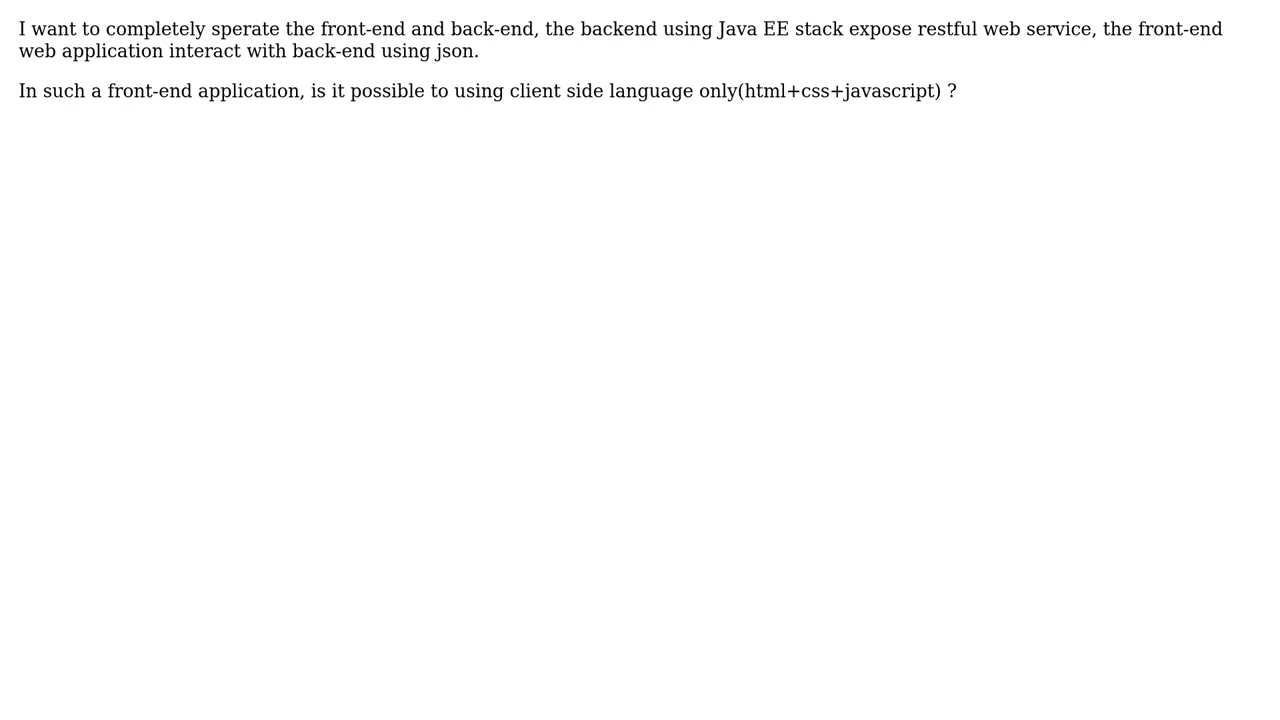 I want to completely sperate the front-end and back-end, the backend using Java EE stack expose restful web service, the front-end
web application interact with back-end using json.
In such a front-end application, is it possible to using client side language only(html+css+javascript) ?